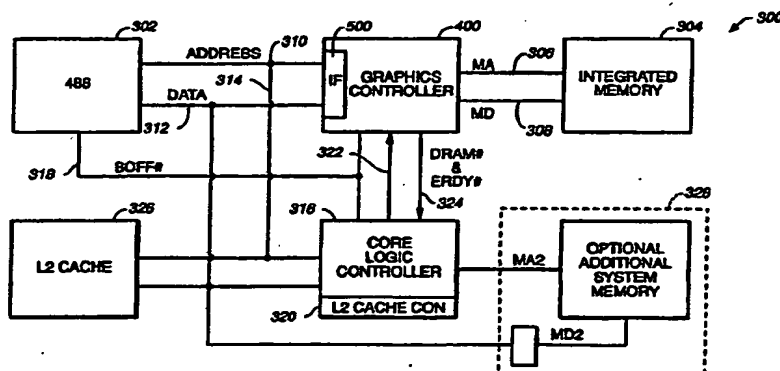 300
302
ADDRESS
310
500
400
304
314
488
IF
GRAPHICS
CONTROLLER
MA
306
INTEGRATED
MEMORY
DATA
312
MD
308
318
BOFF#
322
DRAM#
&
ERDY#
324
328
326
316
L2 CACHE
CORE
LOGIC
CONTROLLER
MA2
OPTIONAL
ADDITIONAL
SYSTEM
MEMORY
320
L2 CACHE CON
MD2